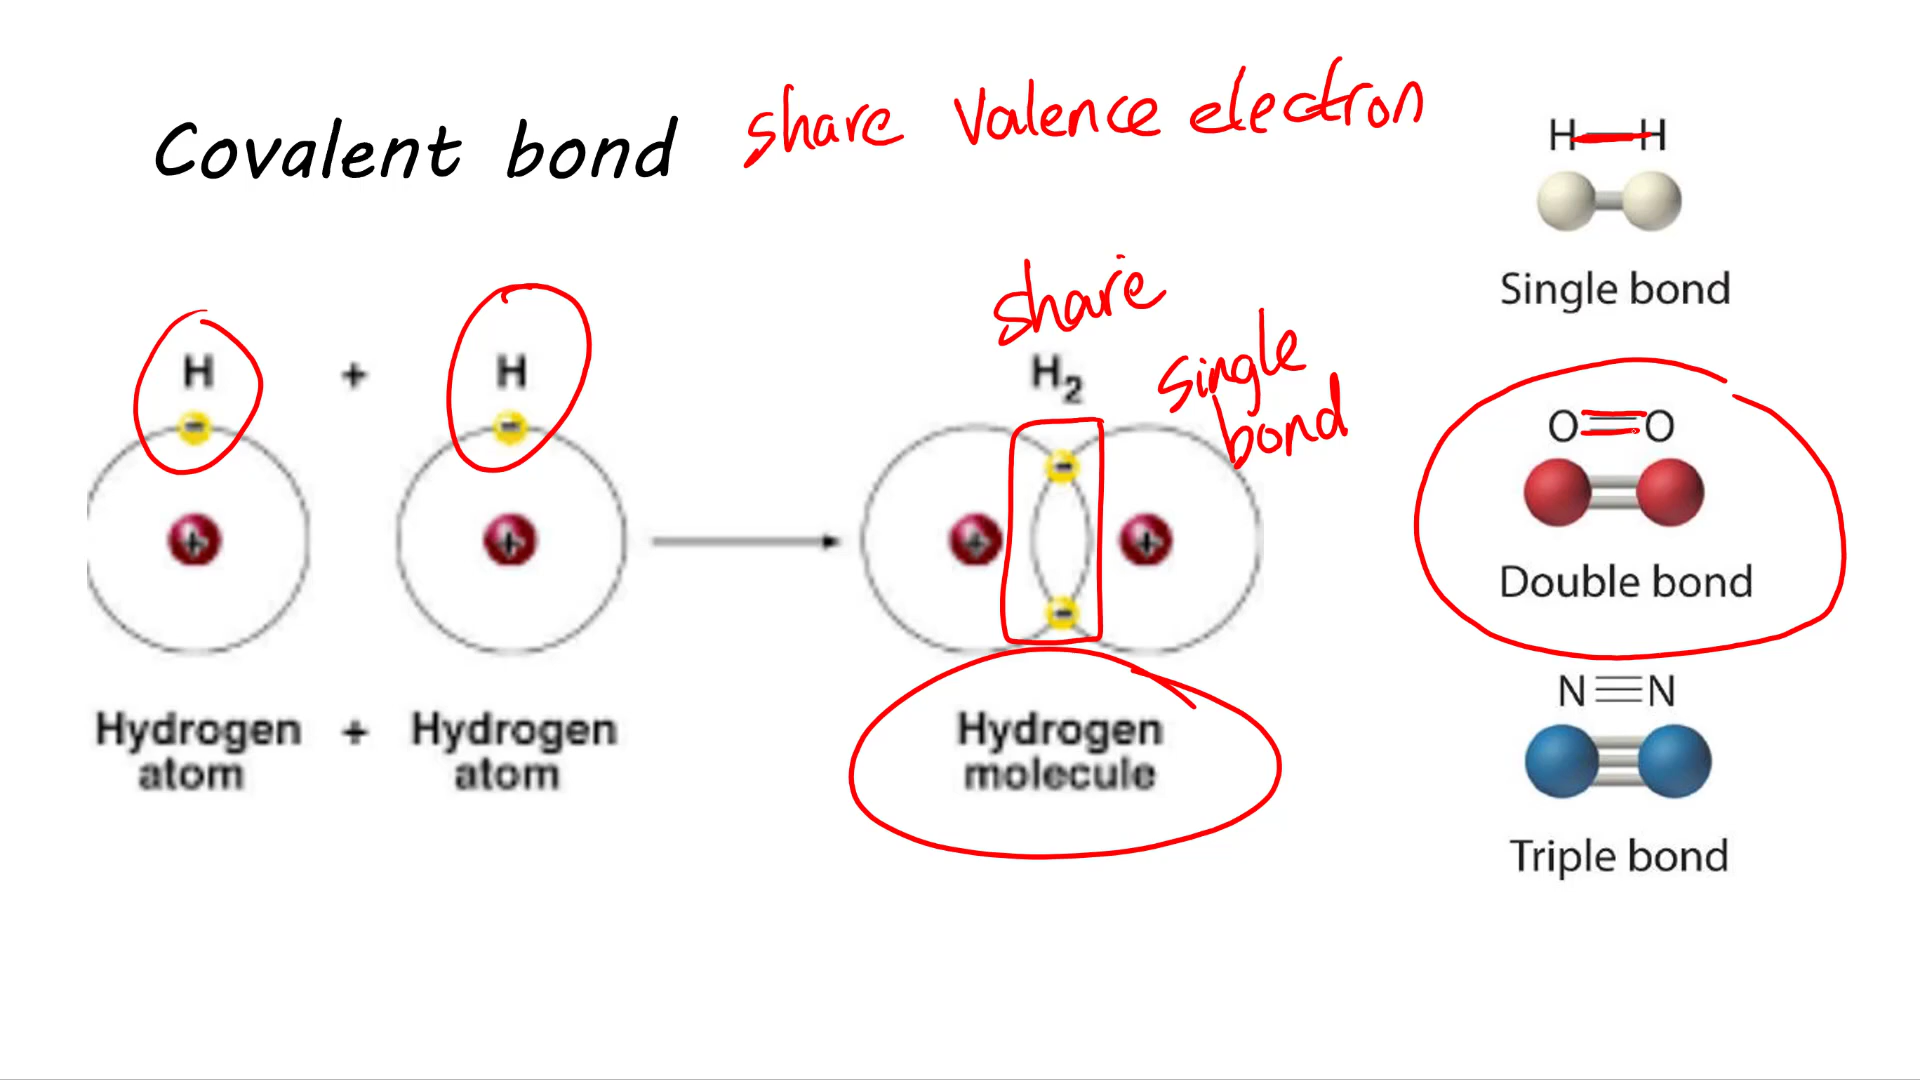 Covalent bond
share Valence electron
H + H
Hydrogen + Hydrogen
atom atom
share
H₂
single
bond
Hydrogen
molecule
H—H
Single bond
O=O
Double bond
N≡N
Triple bond